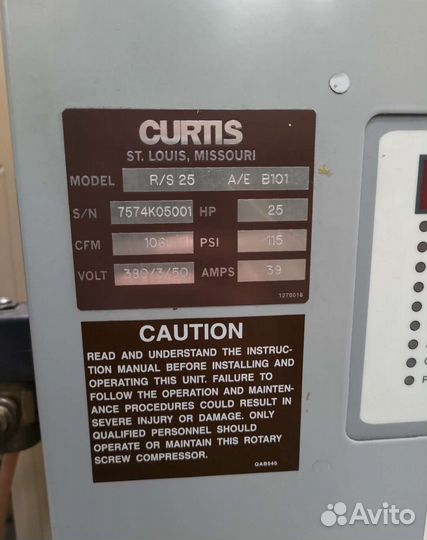 CURTIS
ST. LOUIS, MISSOURI
MODEL R/S 25 A/E B101
S/N 7574K05001 HP 25
CFM 106 PSI 115
VOLT 380/3/50 AMPS 39
1270018
CAUTION
READ AND UNDERSTAND THE INSTRUC-
TION MANUAL BEFORE INSTALLING AND
OPERATING THIS UNIT. FAILURE TO
FOLLOW THE OPERATION AND MAINTEN-
ANCE PROCEDURES COULD RESULT IN
SEVERE INJURY OR DAMAGE. ONLY
QUALIFIED PERSONNEL SHOULD
OPERATE OR MAINTAIN THIS ROTARY
SCREW COMPRESSOR.
QAB545
Avito